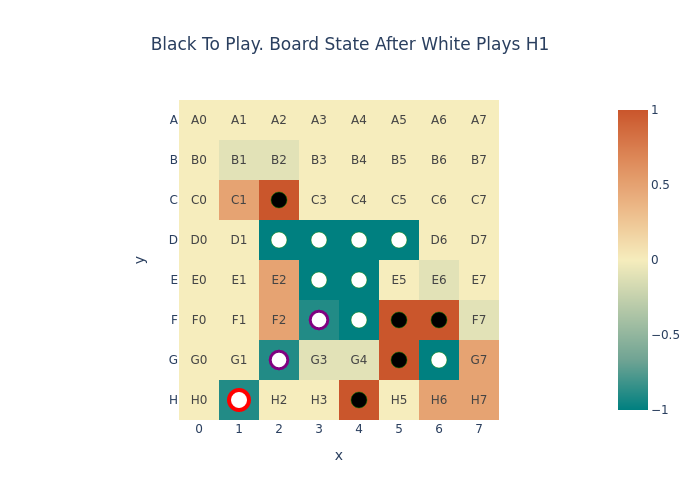 Black To Play. Board State After White Plays H1
A A0 A1 A2 A3 A4 A5 A6 A7
B B0 B1 B2 B3 B4 B5 B6 B7
C C0 C1 C3 C4 C5 C6 C7
D D0 D1 D6 D7
E E0 E1 E2 E5 E6 E7
F F0 F1 F2 F7
G G0 G1 G3 G4 G7
H H0 H2 H3 H5 H6 H7
0 1 2 3 4 5 6 7
x
y
1
0.5
0
−0.5
−1